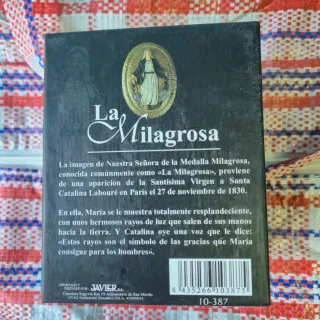 La
Milagrosa
La imagen de Nuestra Señora de la Medalla Milagrosa,
conocida comúnmente como «La Milagrosa», proviene
de una aparición de la Santísima Virgen a Santa
Catalina Labouré en París el 27 de noviembre de 1830.
En ella, María se le muestra totalmente resplandeciente,
con unos hermosos rayos de luz que salen de sus manos
hacia la tierra. Y Catalina oye una voz que le dice:
«Estas rayos son el símbolo de las gracias que María
consigue para los hombres».
JAVIER
8 435266 103875
10-387